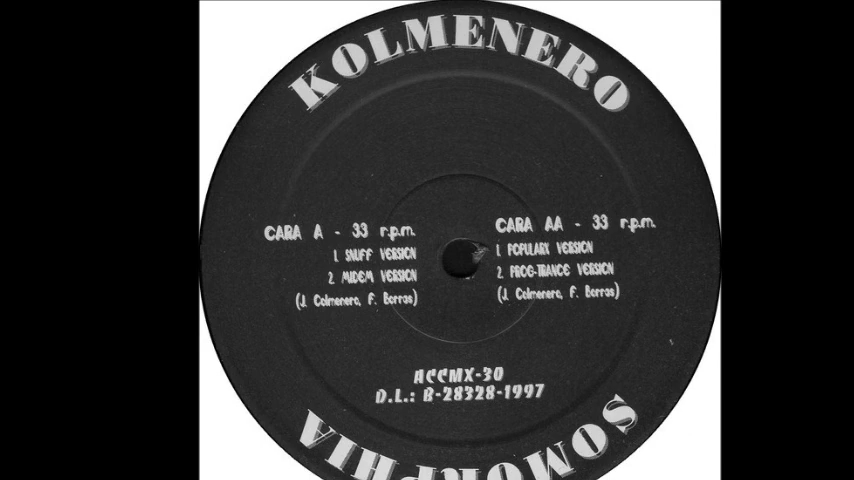 KOLMENERO
CARA A - 33 r.p.m.
1. SNUFF VERSION
2. MIDEM VERSION
(J. Colmenero, F. Borras)
CARA AA - 33 r.p.m.
1. POPULARX VERSION
2. PROG-TRANCE VERSION
(J. Colmenero, F. Borras)
ACCMX-30
D.L.: B-28328-1997
SOMORPHIA